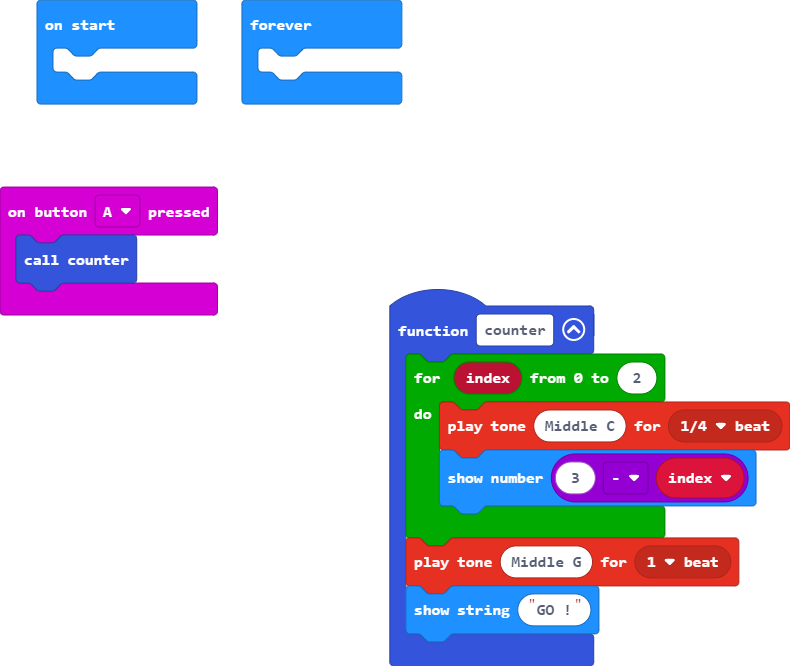 on start
forever
on button A pressed
call counter
function counter
for index from 0 to 2
do
play tone Middle C for 1/4 beat
show number 3 - index
play tone Middle G for 1 beat
show string "GO !"